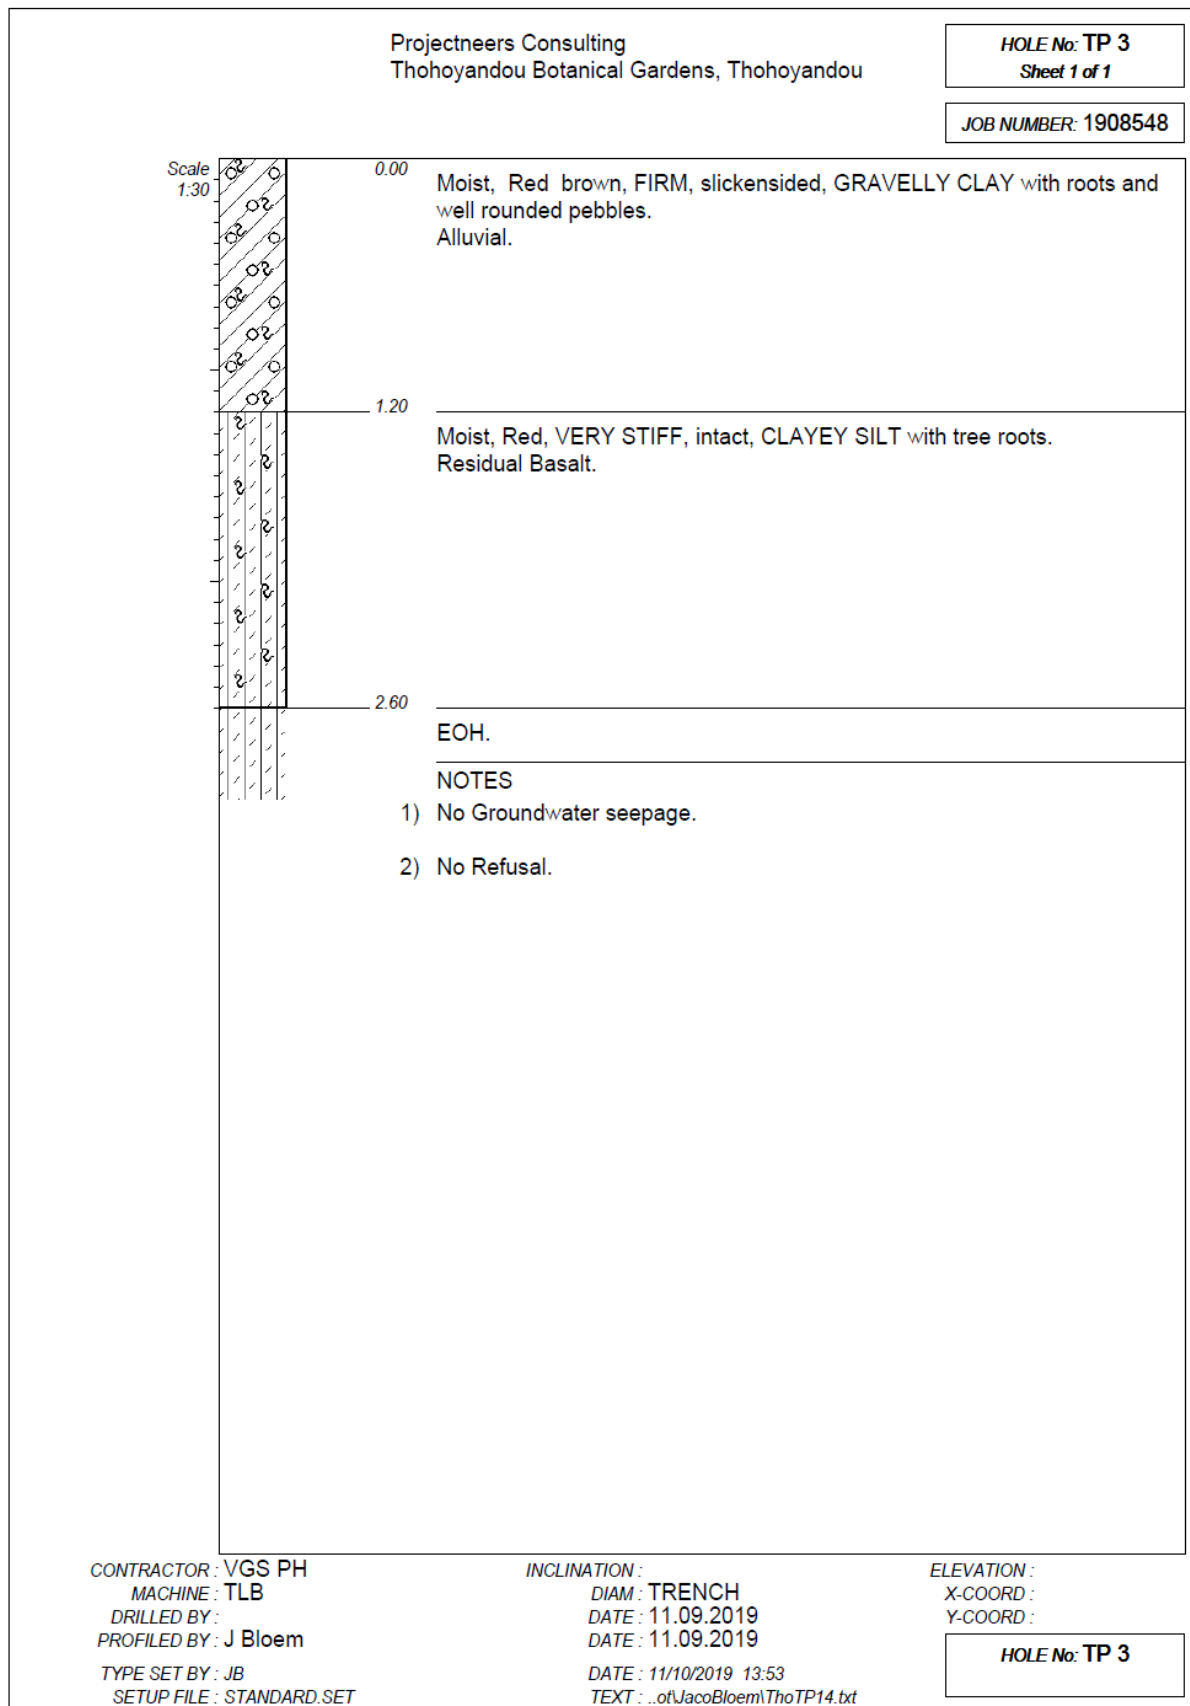 Projectneers Consulting
Thohoyandou Botanical Gardens, Thohoyandou
HOLE No: TP 3
Sheet 1 of 1
JOB NUMBER: 1908548
Scale
1:30
0.00
Moist, Red brown, FIRM, slickensided, GRAVELLY CLAY with roots and
well rounded pebbles.
Alluvial.
1.20
Moist, Red, VERY STIFF, intact, CLAYEY SILT with tree roots.
Residual Basalt.
2.60
EOH.
NOTES
1) No Groundwater seepage.
2) No Refusal.
CONTRACTOR : VGS PH
MACHINE : TLB
DRILLED BY :
PROFILED BY : J Bloem
TYPE SET BY : JB
SETUP FILE : STANDARD.SET
INCLINATION :
DIAM : TRENCH
DATE : 11.09.2019
DATE : 11.09.2019
DATE : 11/10/2019 13:53
TEXT : ..ot\JacoBloem\ThoTP14.txt
ELEVATION :
X-COORD :
Y-COORD :
HOLE No: TP 3